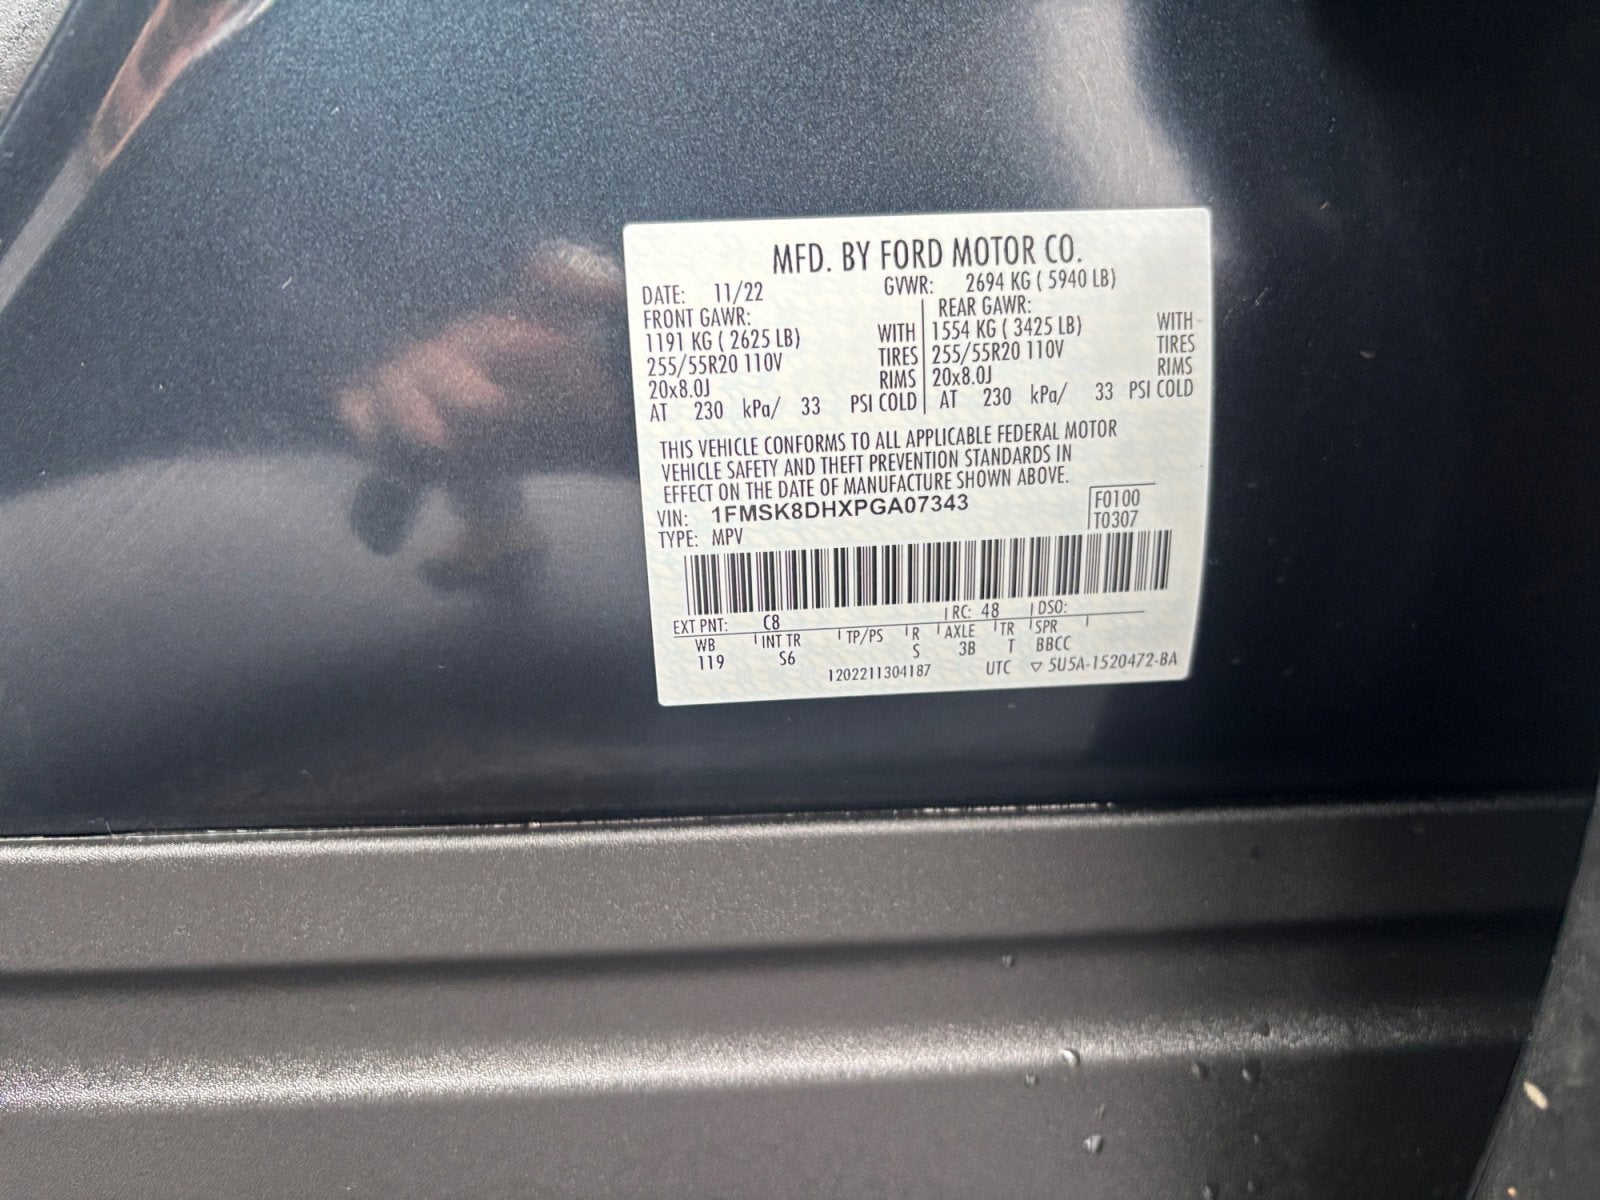 MFD. BY FORD MOTOR CO.
DATE: 11/22 GVWR: 2694 KG ( 5940 LB)
FRONT GAWR: REAR GAWR:
1191 KG ( 2625 LB) WITH 1554 KG ( 3425 LB) WITH
255/55R20 110V TIRES 255/55R20 110V TIRES
20x8.0J RIMS 20x8.0J RIMS
AT 230 kPa/ 33 PSI COLD AT 230 kPa/ 33 PSI COLD
THIS VEHICLE CONFORMS TO ALL APPLICABLE FEDERAL MOTOR
VEHICLE SAFETY AND THEFT PREVENTION STANDARDS IN
EFFECT ON THE DATE OF MANUFACTURE SHOWN ABOVE.
VIN: 1FMSK8DHXPGA07343 F0100
TYPE: MPV T0307
EXT PNT: C8 RC: 48 DSO:
WB INT TR TP/PS R AXLE TR SPR
119 S6 S 3B T BBCC
1202211304187 UTC ▽ 5U5A-1520472-BA